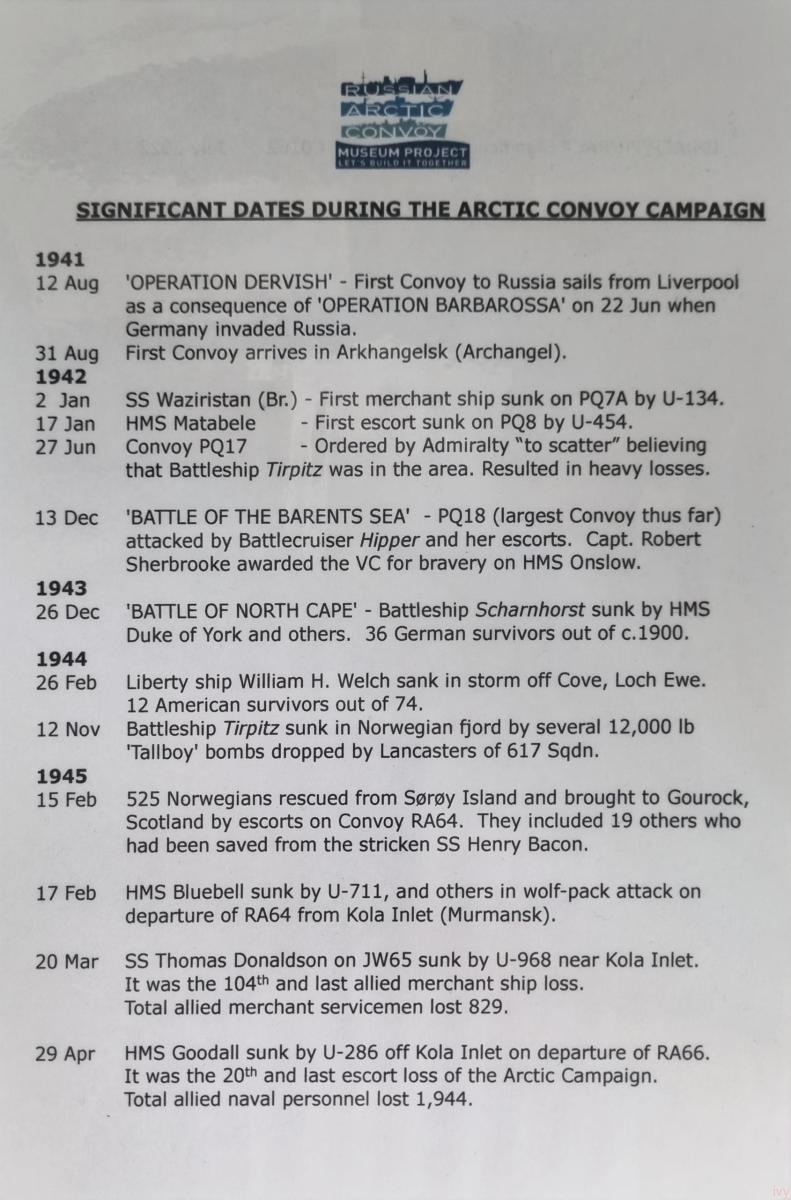 RUSSIAN
ARCTIC
CONVOY
MUSEUM PROJECT
LET'S BUILD IT TOGETHER
SIGNIFICANT DATES DURING THE ARCTIC CONVOY CAMPAIGN
1941
12 Aug 'OPERATION DERVISH' - First Convoy to Russia sails from Liverpool
as a consequence of 'OPERATION BARBAROSSA' on 22 Jun when
Germany invaded Russia.
31 Aug First Convoy arrives in Arkhangelsk (Archangel).
1942
2 Jan SS Waziristan (Br.) - First merchant ship sunk on PQ7A by U-134.
17 Jan HMS Matabele - First escort sunk on PQ8 by U-454.
27 Jun Convoy PQ17 - Ordered by Admiralty "to scatter" believing
that Battleship Tirpitz was in the area. Resulted in heavy losses.
13 Dec 'BATTLE OF THE BARENTS SEA' - PQ18 (largest Convoy thus far)
attacked by Battlecruiser Hipper and her escorts. Capt. Robert
Sherbrooke awarded the VC for bravery on HMS Onslow.
1943
26 Dec 'BATTLE OF NORTH CAPE' - Battleship Scharnhorst sunk by HMS
Duke of York and others. 36 German survivors out of c.1900.
1944
26 Feb Liberty ship William H. Welch sank in storm off Cove, Loch Ewe.
12 American survivors out of 74.
12 Nov Battleship Tirpitz sunk in Norwegian fjord by several 12,000 lb
'Tallboy' bombs dropped by Lancasters of 617 Sqdn.
1945
15 Feb 525 Norwegians rescued from Sørøy Island and brought to Gourock,
Scotland by escorts on Convoy RA64. They included 19 others who
had been saved from the stricken SS Henry Bacon.
17 Feb HMS Bluebell sunk by U-711, and others in wolf-pack attack on
departure of RA64 from Kola Inlet (Murmansk).
20 Mar SS Thomas Donaldson on JW65 sunk by U-968 near Kola Inlet.
It was the 104th and last allied merchant ship loss.
Total allied merchant servicemen lost 829.
29 Apr HMS Goodall sunk by U-286 off Kola Inlet on departure of RA66.
It was the 20th and last escort loss of the Arctic Campaign.
Total allied naval personnel lost 1,944.
ivy